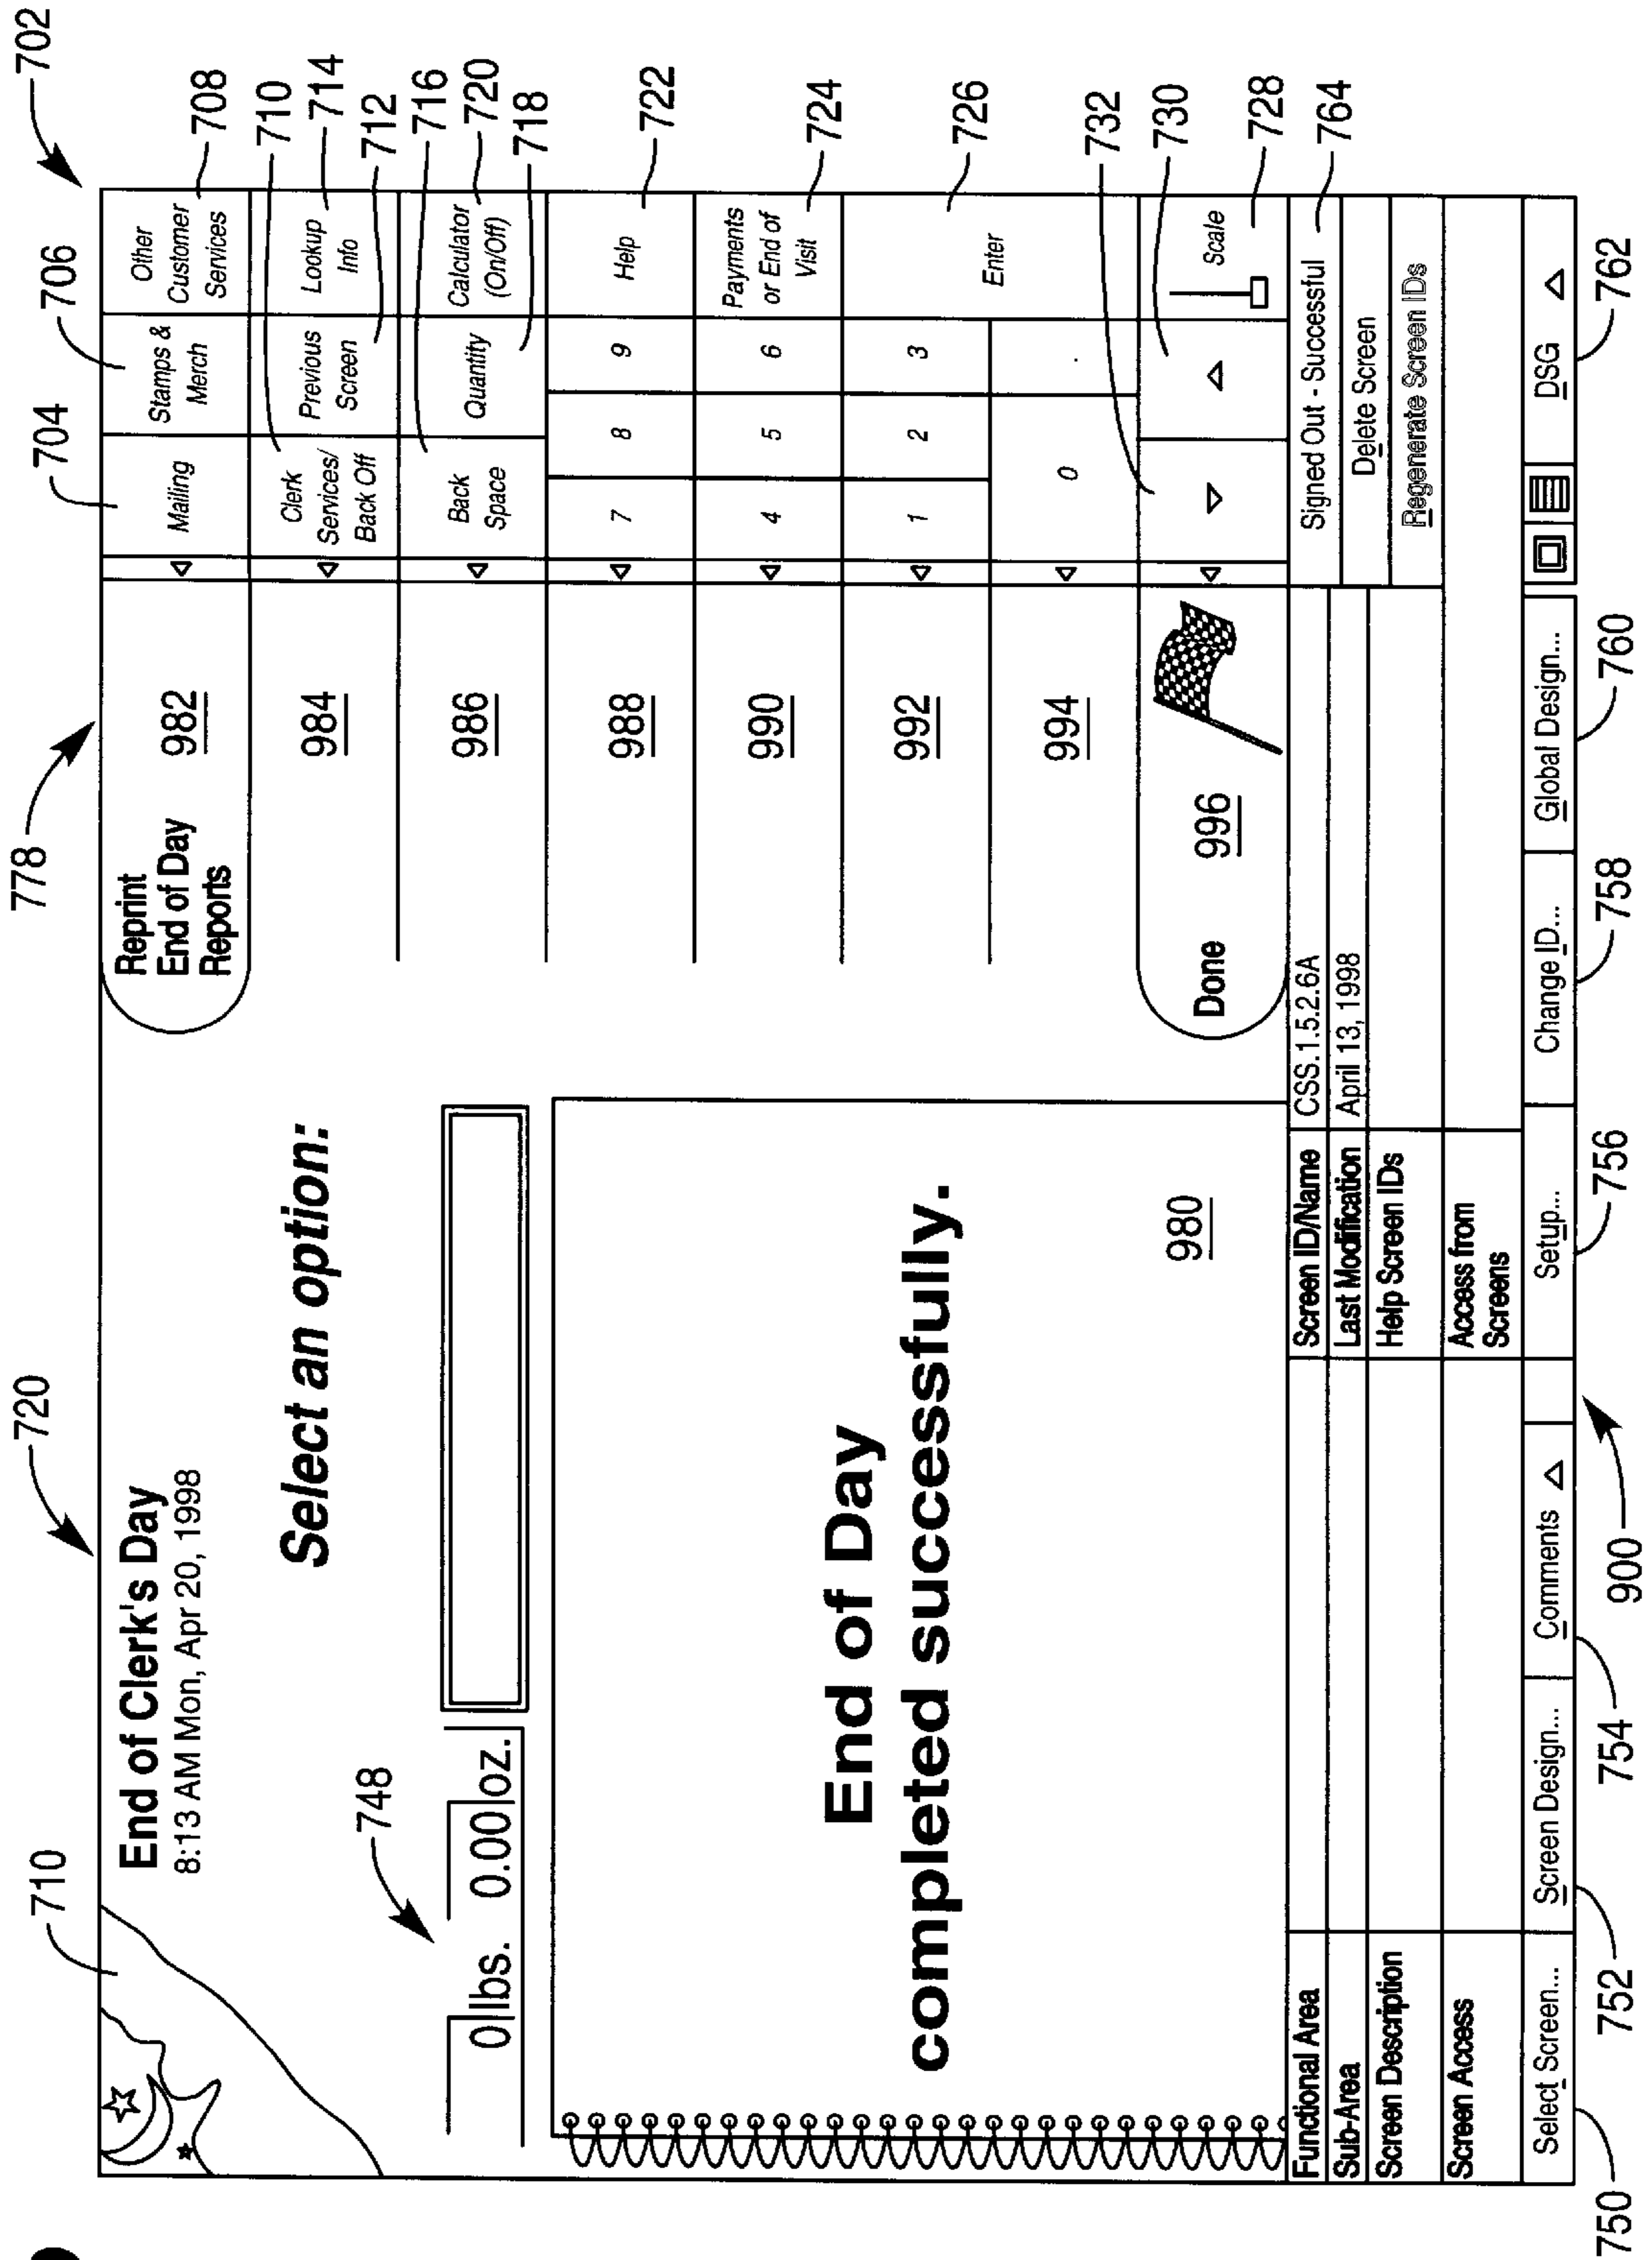 702
778
720
710
End of Clerk's Day
8:13 AM Mon, Apr 20, 1998
Select an option:
748
0 lbs. 0.00 oz.
End of Day
completed successfully.
980
Reprint
End of Day
Reports
982
984
986
988
990
992
994
Done 996
704
706
708
Mailing
Stamps &
Merch
Other
Customer
Services
710
714
712
Clerk
Services/
Back Off
Previous
Screen
Lookup
Info
716
720
718
Back
Space
Quantity
Calculator
(On/Off)
7 8 9
Help
722
4 5 6
Payments
or End of
Visit
724
1 2 3
Enter
726
0 .
732
730
Scale
728
Functional Area
Screen ID/Name
CSS.1.5.2.6A
Signed Out - Successful
764
Sub-Area
Last Modification
April 13, 1998
Delete Screen
Screen Description
Help Screen IDs
Regenerate Screen IDs
Screen Access
Access from
Screens
Select Screen...
Screen Design...
Comments
Setup...
Change ID...
Global Design...
DSG
750
752
754
900
756
758
760
762